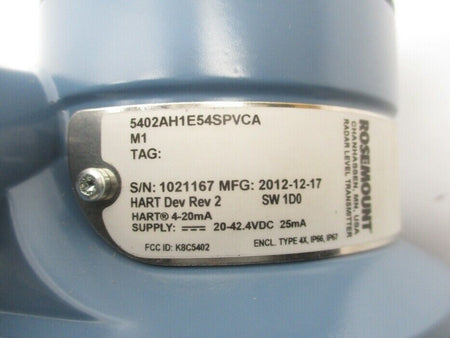 5402AH1E54SPVCA
M1
TAG:
S/N: 1021167 MFG: 2012-12-17
HART Dev Rev 2 SW 1D0
HART® 4-20mA
SUPPLY: 20-42.4VDC 25mA
FCC ID: K8C5402 ENCL. TYPE 4X, IP66, IP67
ROSEMOUNT
CHANHASSEN, MN, USA
RADAR LEVEL TRANSMITTER